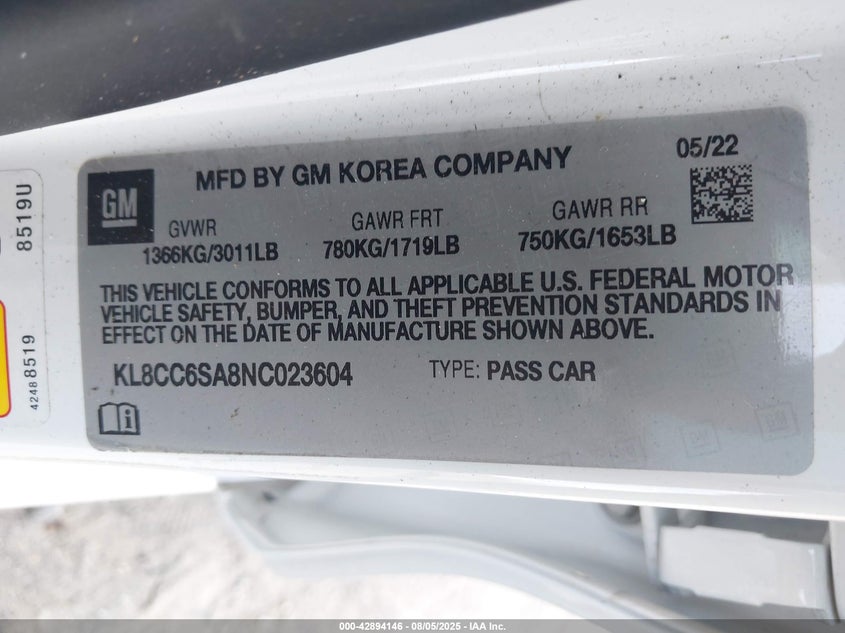 GM
MFD BY GM KOREA COMPANY
05/22
GVWR
GAWR FRT
GAWR RR
1366KG/3011LB
780KG/1719LB
750KG/1653LB
THIS VEHICLE CONFORMS TO ALL APPLICABLE U.S. FEDERAL MOTOR
VEHICLE SAFETY, BUMPER, AND THEFT PREVENTION STANDARDS IN
EFFECT ON THE DATE OF MANUFACTURE SHOWN ABOVE.
KL8CC6SA8NC023604
TYPE: PASS CAR
8519U
42488519
000-42894146 - 08/05/2025 - IAA Inc.